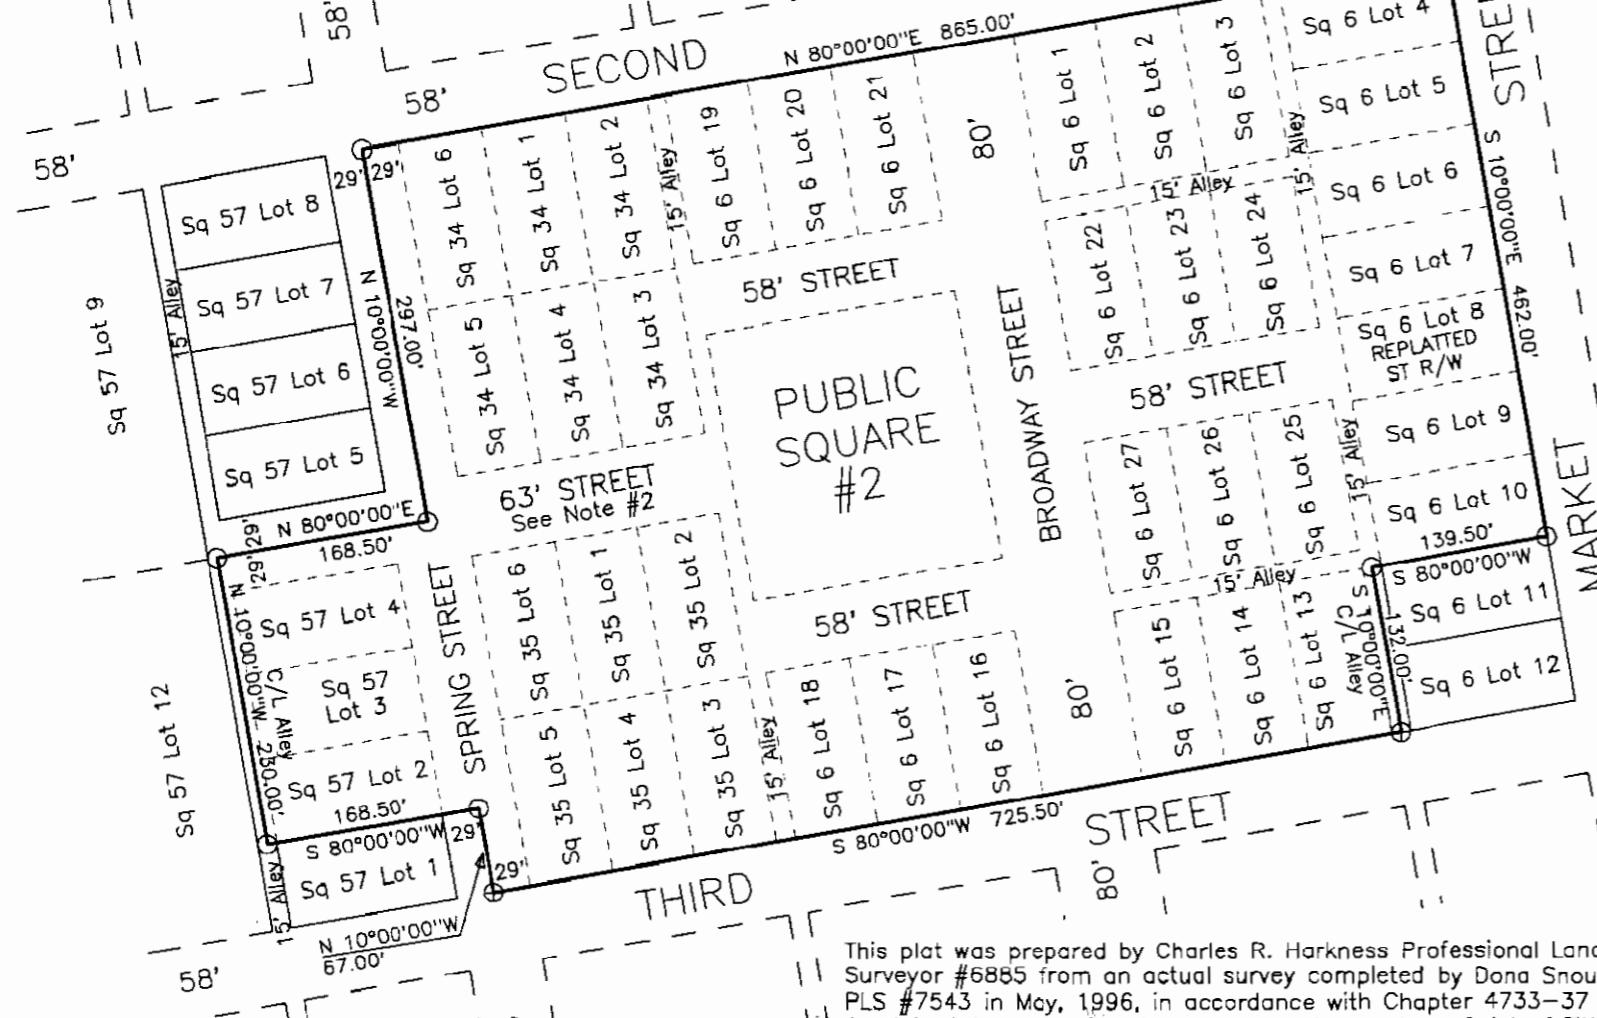 58'
SECOND
58'
N 80°00'00"E 865.00'
58'
29'
29'
Sq 57 Lot 8
Sq 57 Lot 7
Sq 57 Lot 6
Sq 57 Lot 5
15' Alley
Sq 57 Lot 9
N 10°00'00"W
297.00'
Sq 34 Lot 6
Sq 34 Lot 1
Sq 34 Lot 2
15' Alley
Sq 6 Lot 19
Sq 6 Lot 20
Sq 6 Lot 21
80'
Sq 6 Lot 1
Sq 6 Lot 2
Sq 6 Lot 3
15' Alley
15' Alley
15'
Sq 6 Lot 4
Sq 6 Lot 5
Sq 6 Lot 6
Sq 6 Lot 7
Sq 6 Lot 8
REPLATTED
ST R/W
Sq 6 Lot 9
Sq 6 Lot 10
S 10°00'00"E 462.00'
MARKET STRE
Sq 34 Lot 5
Sq 34 Lot 4
Sq 34 Lot 3
58' STREET
PUBLIC
SQUARE
#2
BROADWAY STREET
Sq 6 Lot 22
Sq 6 Lot 23
Sq 6 Lot 24
58' STREET
Sq 6 Lot 27
Sq 6 Lot 26
Sq 6 Lot 25
15' Alley
15'
63' STREET
See Note #2
N 80°00'00"E
168.50'
29'
29'
N 10°00'00"W 230.00'
C/L Alley
Sq 57 Lot 4
Sq 57
Lot 3
Sq 57 Lot 2
Sq 57 Lot 12
168.50'
S 80°00'00"W
Sq 57 Lot 1
15' Alley
SPRING STREET
29'
29'
N 10°00'00"W
67.00'
58'
Sq 35 Lot 6
Sq 35 Lot 1
Sq 35 Lot 2
Sq 35 Lot 5
Sq 35 Lot 4
Sq 35 Lot 3
15' Alley
58' STREET
Sq 6 Lot 18
Sq 6 Lot 17
Sq 6 Lot 16
80'
15' Alley
Sq 6 Lot 15
Sq 6 Lot 14
Sq 6 Lot 13
C/L Alley
S 10°00'00"E
132.00'
139.50'
S 80°00'00"W
Sq 6 Lot 11
Sq 6 Lot 12
S 80°00'00"W 725.50'
THIRD
STREET
80'
This plat was prepared by Charles R. Harkness Professional Land
Surveyor #6885 from an actual survey completed by Dona Snou
PLS #7543 in May, 1996, in accordance with Chapter 4733-37